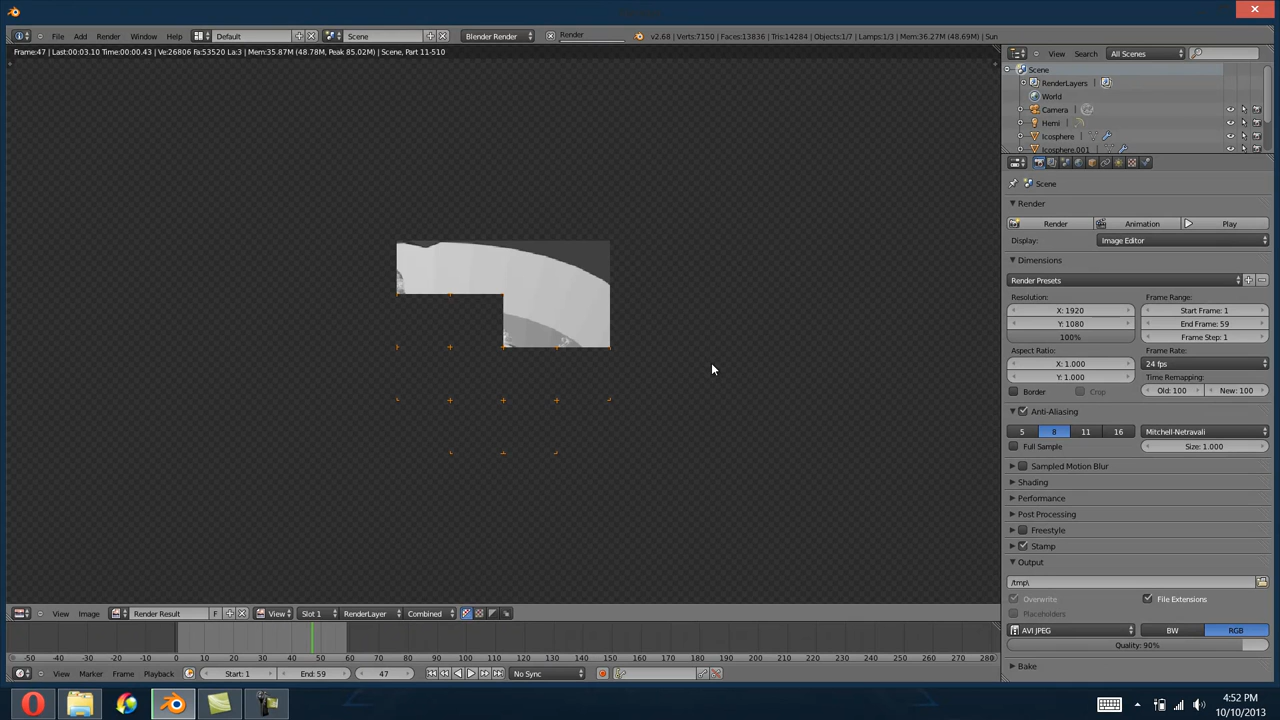 File Add Render Window Help Default Scene Blender Render Render v2.68 | Verts:7150 | Faces:13836 | Tris:14284 | Objects:1/7 | Lamps:1/3 | Mem:36.27M (48.69M) | Sun
Frame:47 | Last:00:03.10 Time:00:00.43 | Ve:26806 Fa:53520 La:3 | Mem:35.87M (48.78M, Peak 85.02M) | Scene, Part 11-510
View Search All Scenes
Scene
RenderLayers
World
Camera
Hemi
Icosphere
Icosphere.001
Scene
Render
Render Animation Play
Display: Image Editor
Dimensions
Render Presets
Resolution: Frame Range:
X: 1920 Start Frame: 1
Y: 1080 End Frame: 59
100% Frame Step: 1
Aspect Ratio: Frame Rate:
X: 1.000 24 fps
Y: 1.000 Time Remapping:
Border Crop Old: 100 New: 100
Anti-Aliasing
5 8 11 16 Mitchell-Netravali
Full Sample Size: 1.000
Sampled Motion Blur
Shading
Performance
Post Processing
Freestyle
Stamp
Output
/tmp\
Overwrite File Extensions
Placeholders
AVI JPEG BW RGB
Quality: 90%
Bake
View Image Render Result F View Slot 1 RenderLayer Combined
-50 -40 -30 -20 -10 0 10 20 30 40 50 60 70 80 90 100 110 120 130 140 150 160 170 180 190 200 210 220 230 240 250 260 270 280
View Marker Frame Playback Start: 1 End: 59 47 No Sync
4:52 PM
10/10/2013